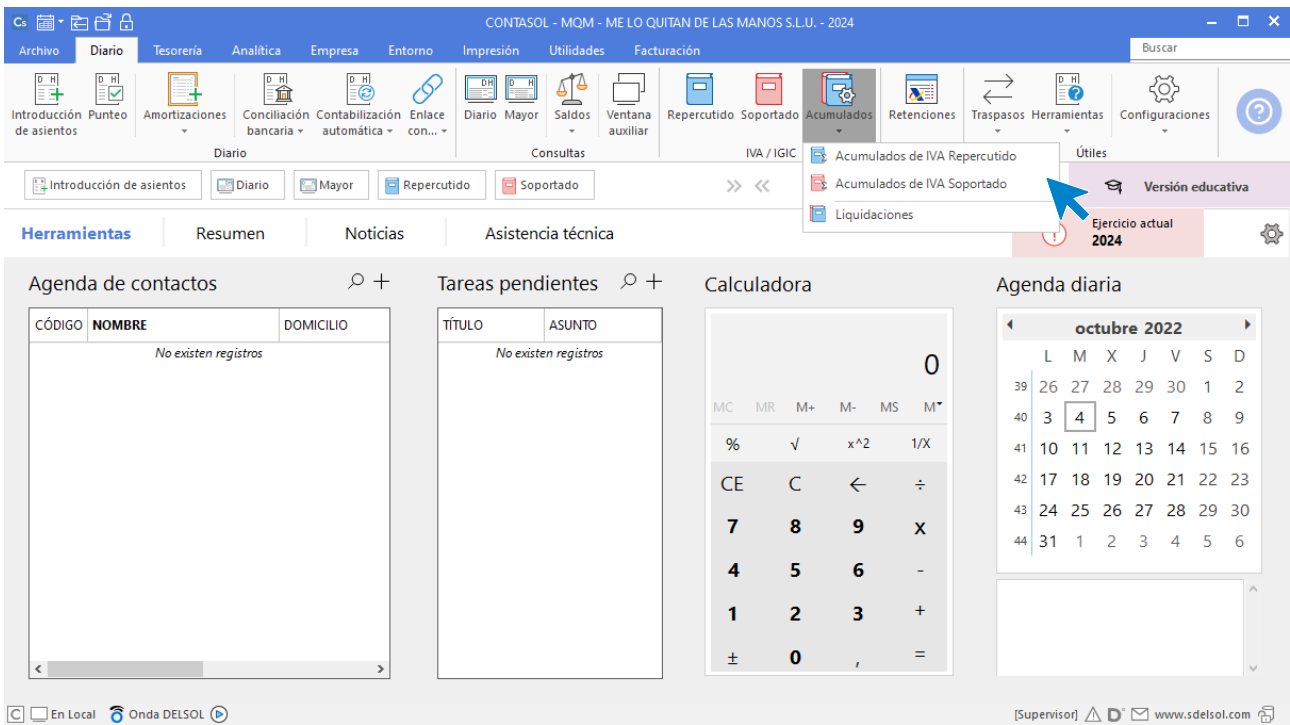 Cs
CONTASOL - MQM - ME LO QUITAN DE LAS MANOS S.L.U. - 2024
Archivo Diario Tesorería Analítica Empresa Entorno Impresión Utilidades Facturación Buscar
Introducción de asientos
Punteo
Amortizaciones
Conciliación bancaria
Contabilización automática
Enlace con...
Diario
Mayor
Saldos
Ventana auxiliar
Repercutido
Soportado
Acumulados
Retenciones
Traspasos
Herramientas
Configuraciones
Diario
Consultas
IVA / IGIC
Útiles
Acumulados de IVA Repercutido
Acumulados de IVA Soportado
Liquidaciones
Introducción de asientos Diario Mayor Repercutido Soportado
Versión educativa
Herramientas Resumen Noticias Asistencia técnica
Ejercicio actual
2024
Agenda de contactos
CÓDIGO NOMBRE DOMICILIO
No existen registros
Tareas pendientes
TÍTULO ASUNTO
No existen registros
Calculadora
0
MC MR M+ M- MS M
% √ x^2 1/X
CE C ← ÷
7 8 9 x
4 5 6 -
1 2 3 +
± 0 , =
Agenda diaria
octubre 2022
L M X J V S D
39 26 27 28 29 30 1 2
40 3 4 5 6 7 8 9
41 10 11 12 13 14 15 16
42 17 18 19 20 21 22 23
43 24 25 26 27 28 29 30
44 31 1 2 3 4 5 6
C En Local Onda DELSOL
[Supervisor] D www.sdelsol.com